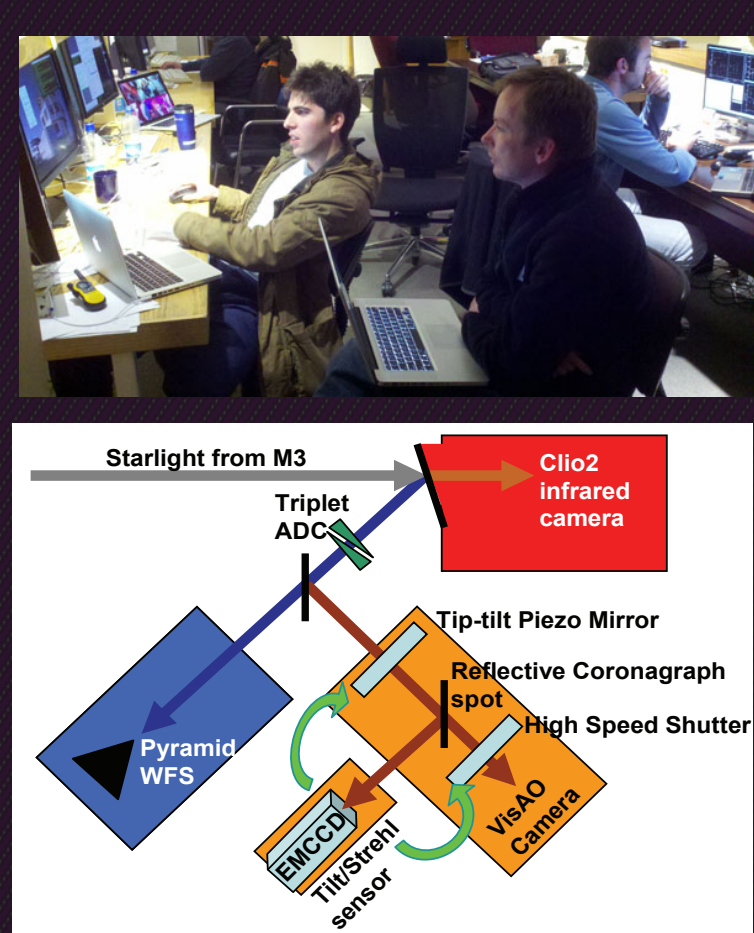 Starlight from M3
Clio2
infrared
camera
Triplet
ADC
Tip-tilt Piezo Mirror
Reflective Coronagraph
spot
High Speed Shutter
Pyramid
WFS
EMCCD
Tilt/Strehl
sensor
VisAO
Camera